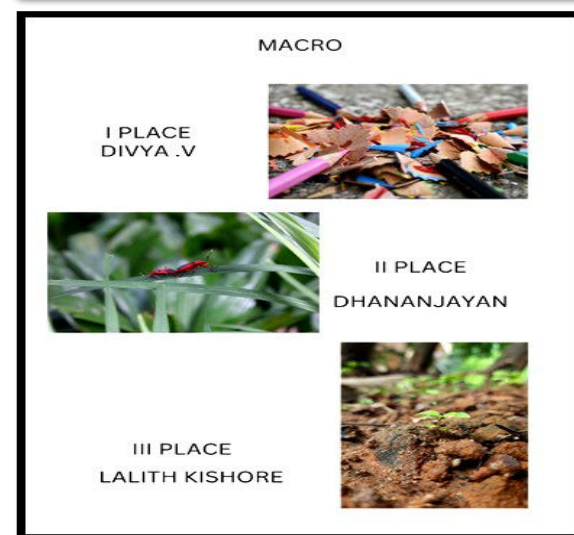 MACRO
I PLACE
DIVYA .V
II PLACE
DHANANJAYAN
III PLACE
LALITH KISHORE